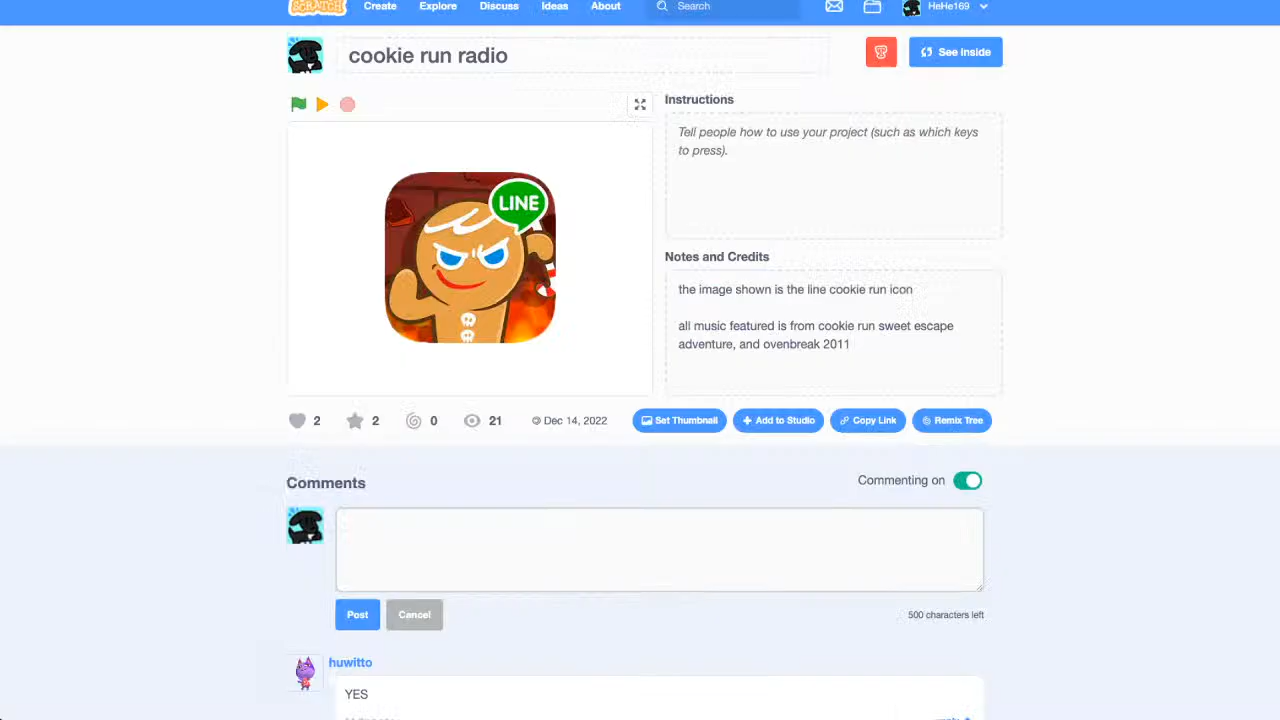 SCRATCH
Create
Explore
Discuss
Ideas
About
Search
HeHe169
cookie run radio
See inside
Instructions
Tell people how to use your project (such as which keys
to press).
LINE
Notes and Credits
the image shown is the line cookie run icon
all music featured is from cookie run sweet escape
adventure, and ovenbreak 2011
2
2
0
21
© Dec 14, 2022
Set Thumbnail
Add to Studio
Copy Link
Remix Tree
Comments
Commenting on
Post
Cancel
500 characters left
huwitto
YES